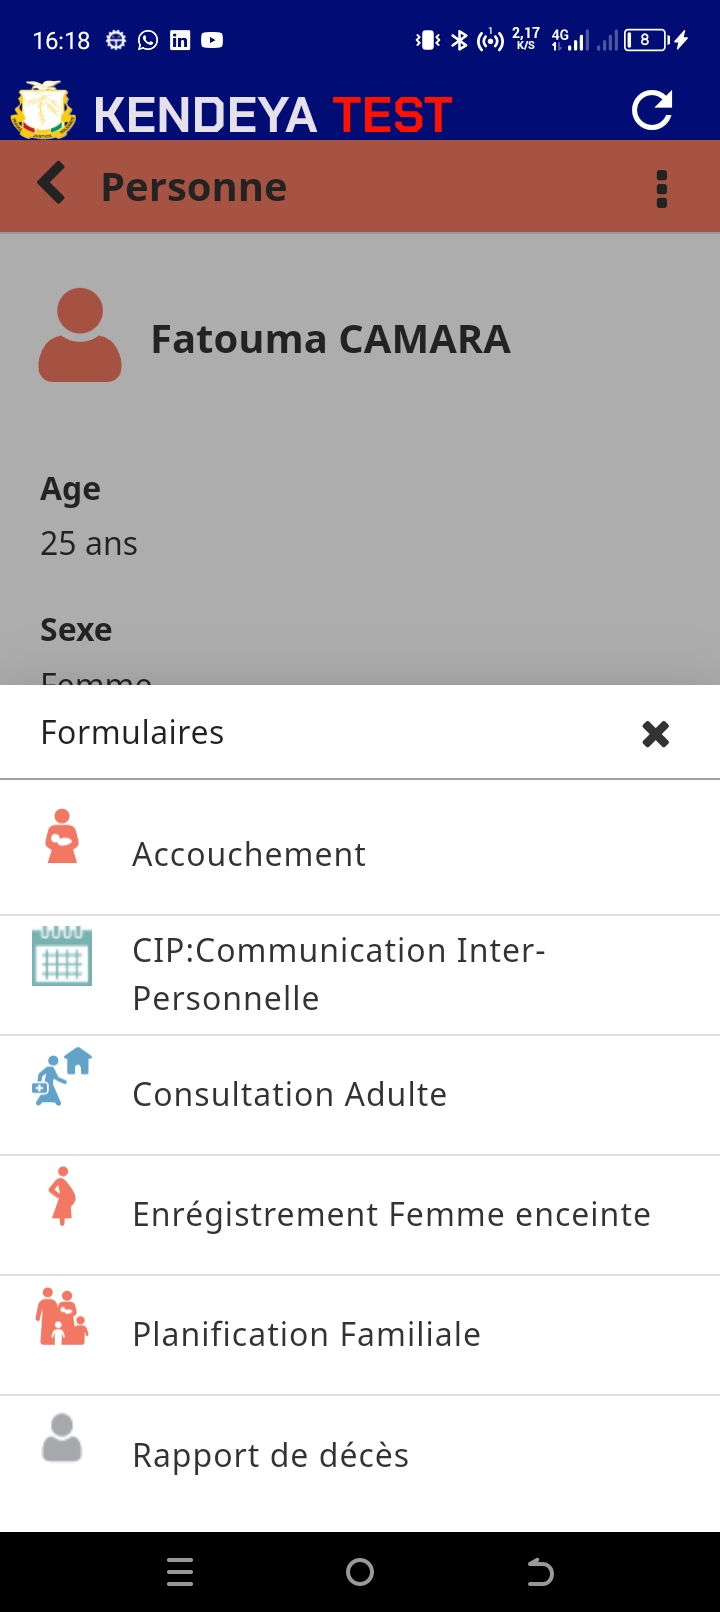 16:18
2,17 K/S
4G
8
KENDEYA TEST
Personne
Fatouma CAMARA
Age
25 ans
Sexe
Femme
Formulaires
Accouchement
CIP:Communication Inter-
Personnelle
Consultation Adulte
Enrégistrement Femme enceinte
Planification Familiale
Rapport de décès